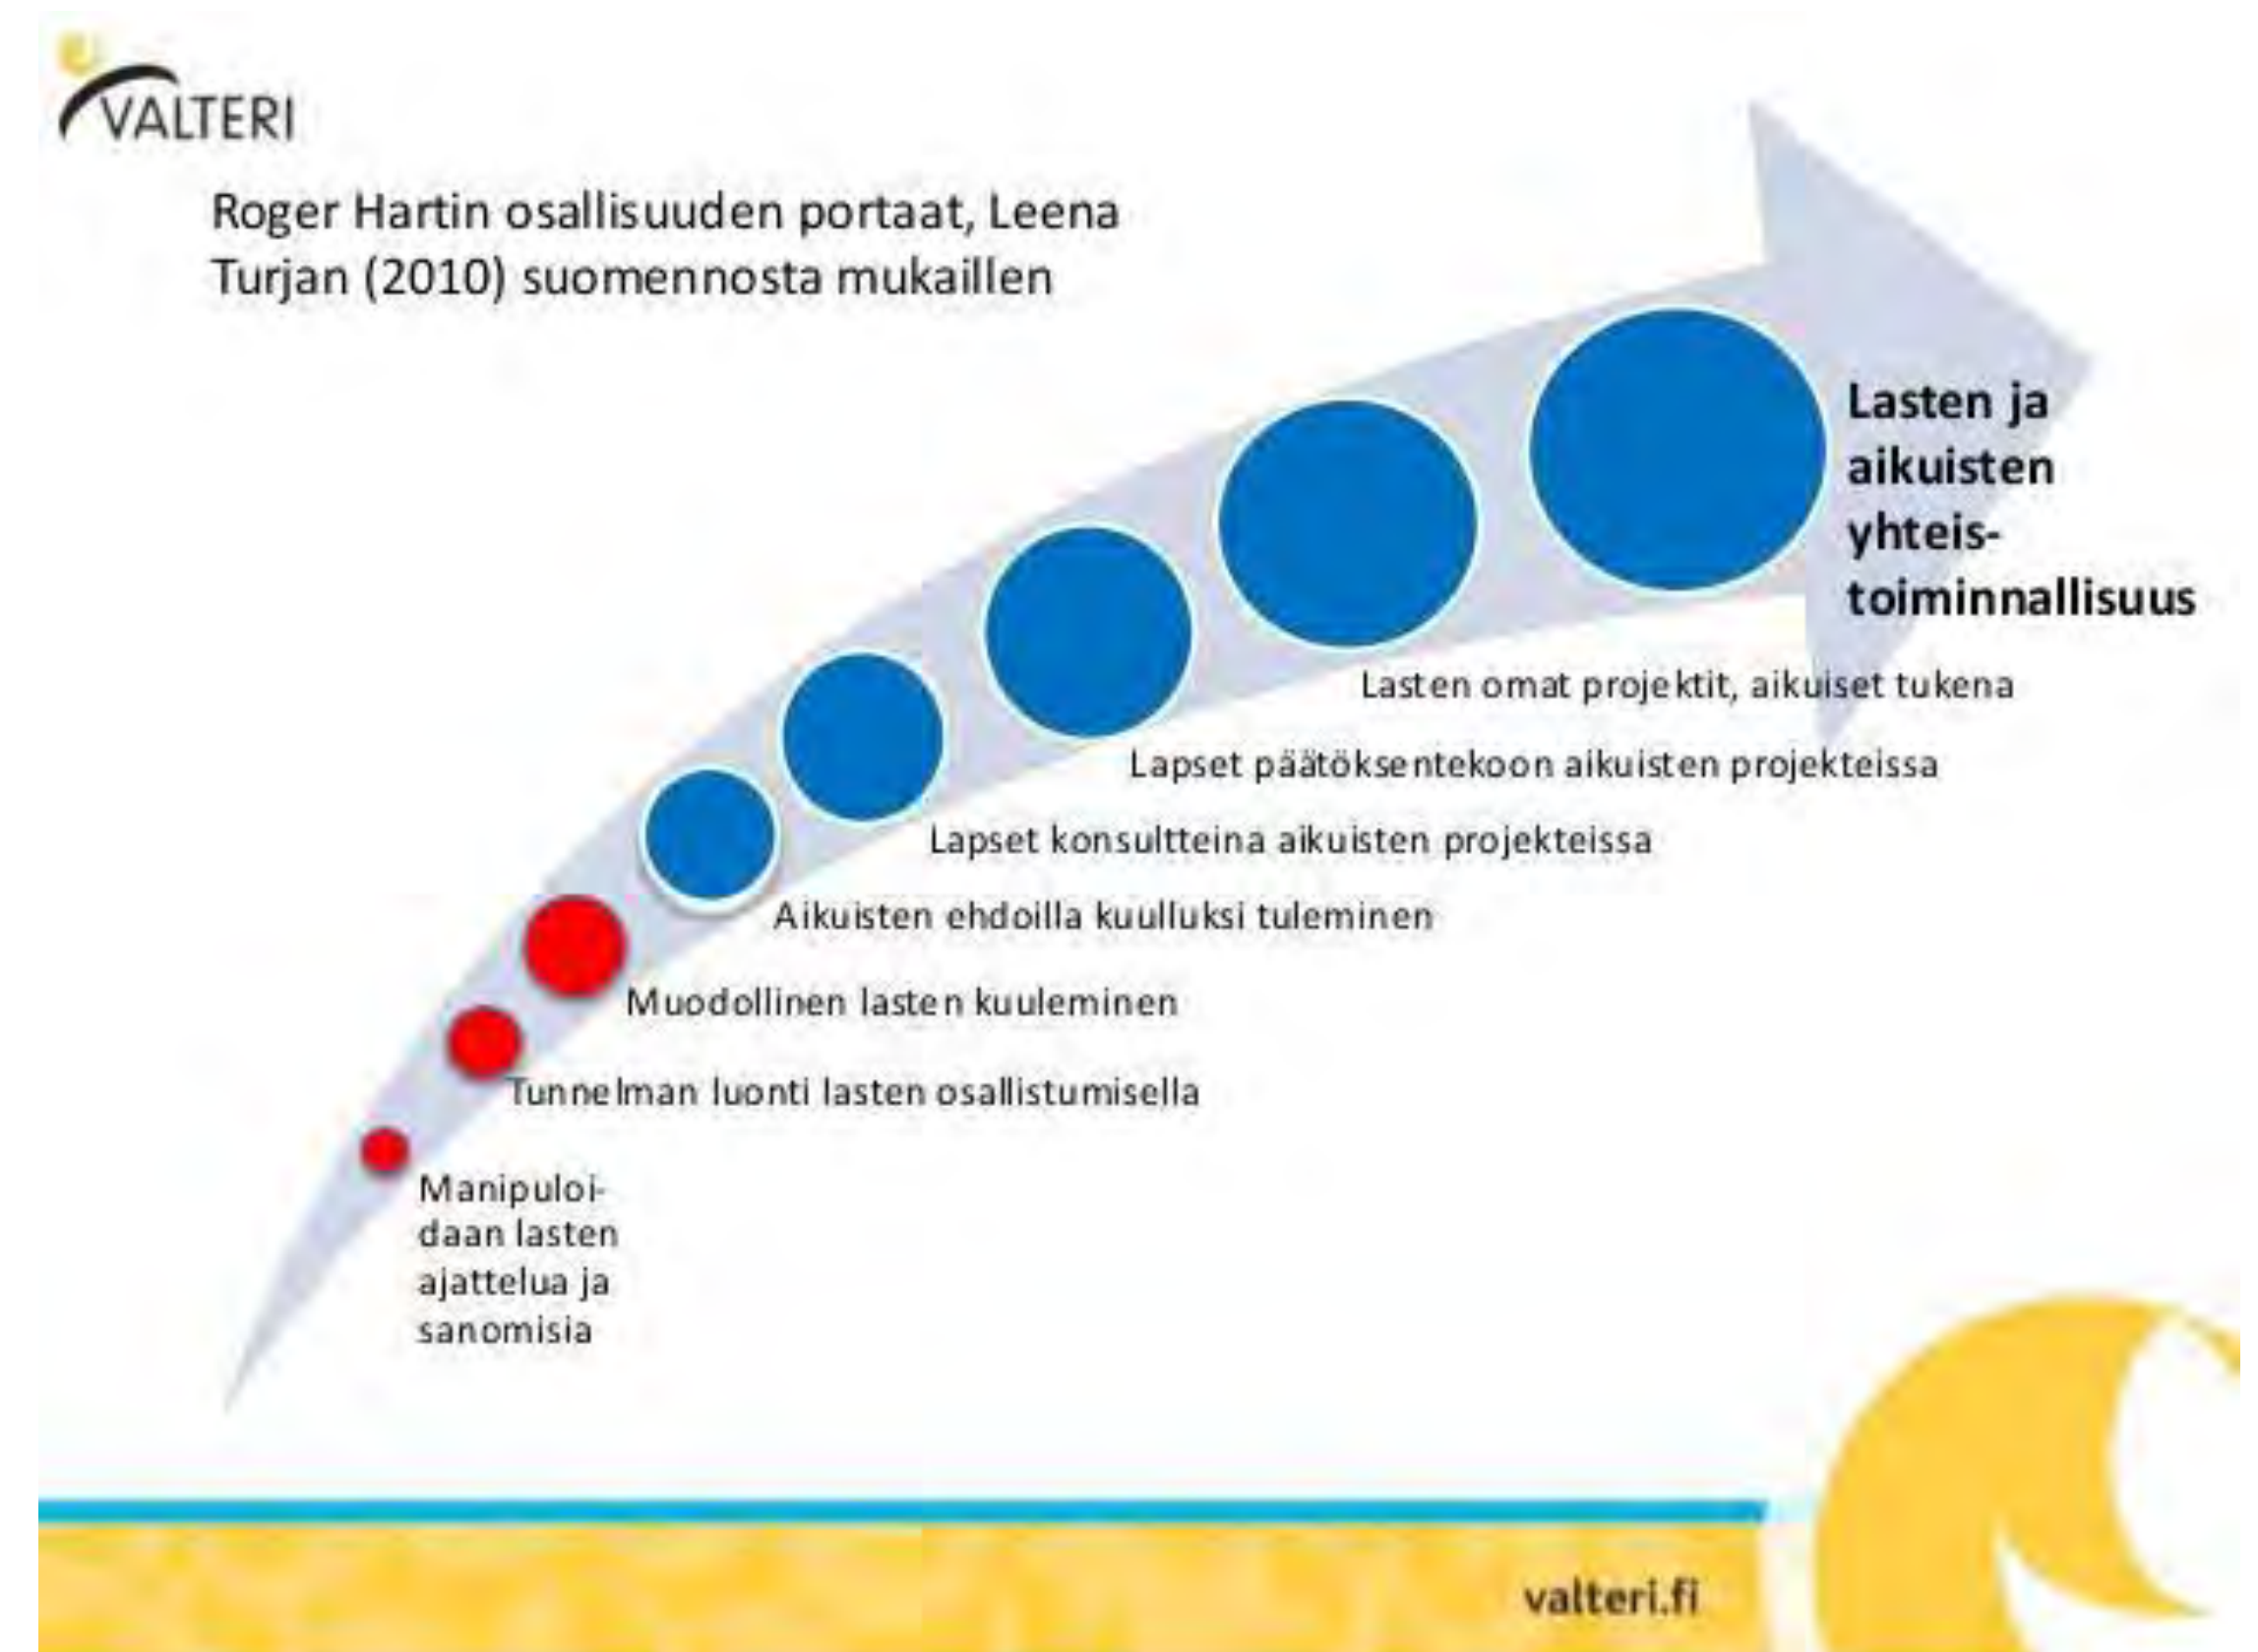 VALTERI
Roger Hartin osallisuuden portaat, Leena
Turjan (2010) suomennosta mukaillen
Lasten ja
aikuisten
yhteis-
toiminnallisuus
Lasten omat projektit, aikuiset tukena
Lapset päätöksentekoon aikuisten projekteissa
Lapset konsultteina aikuisten projekteissa
Aikuisten ehdoilla kuulluksi tuleminen
Muodollinen lasten kuuleminen
Tunnelman luonti lasten osallistumisella
Manipuloi-
daan lasten
ajattelua ja
sanomisia
valteri.fi